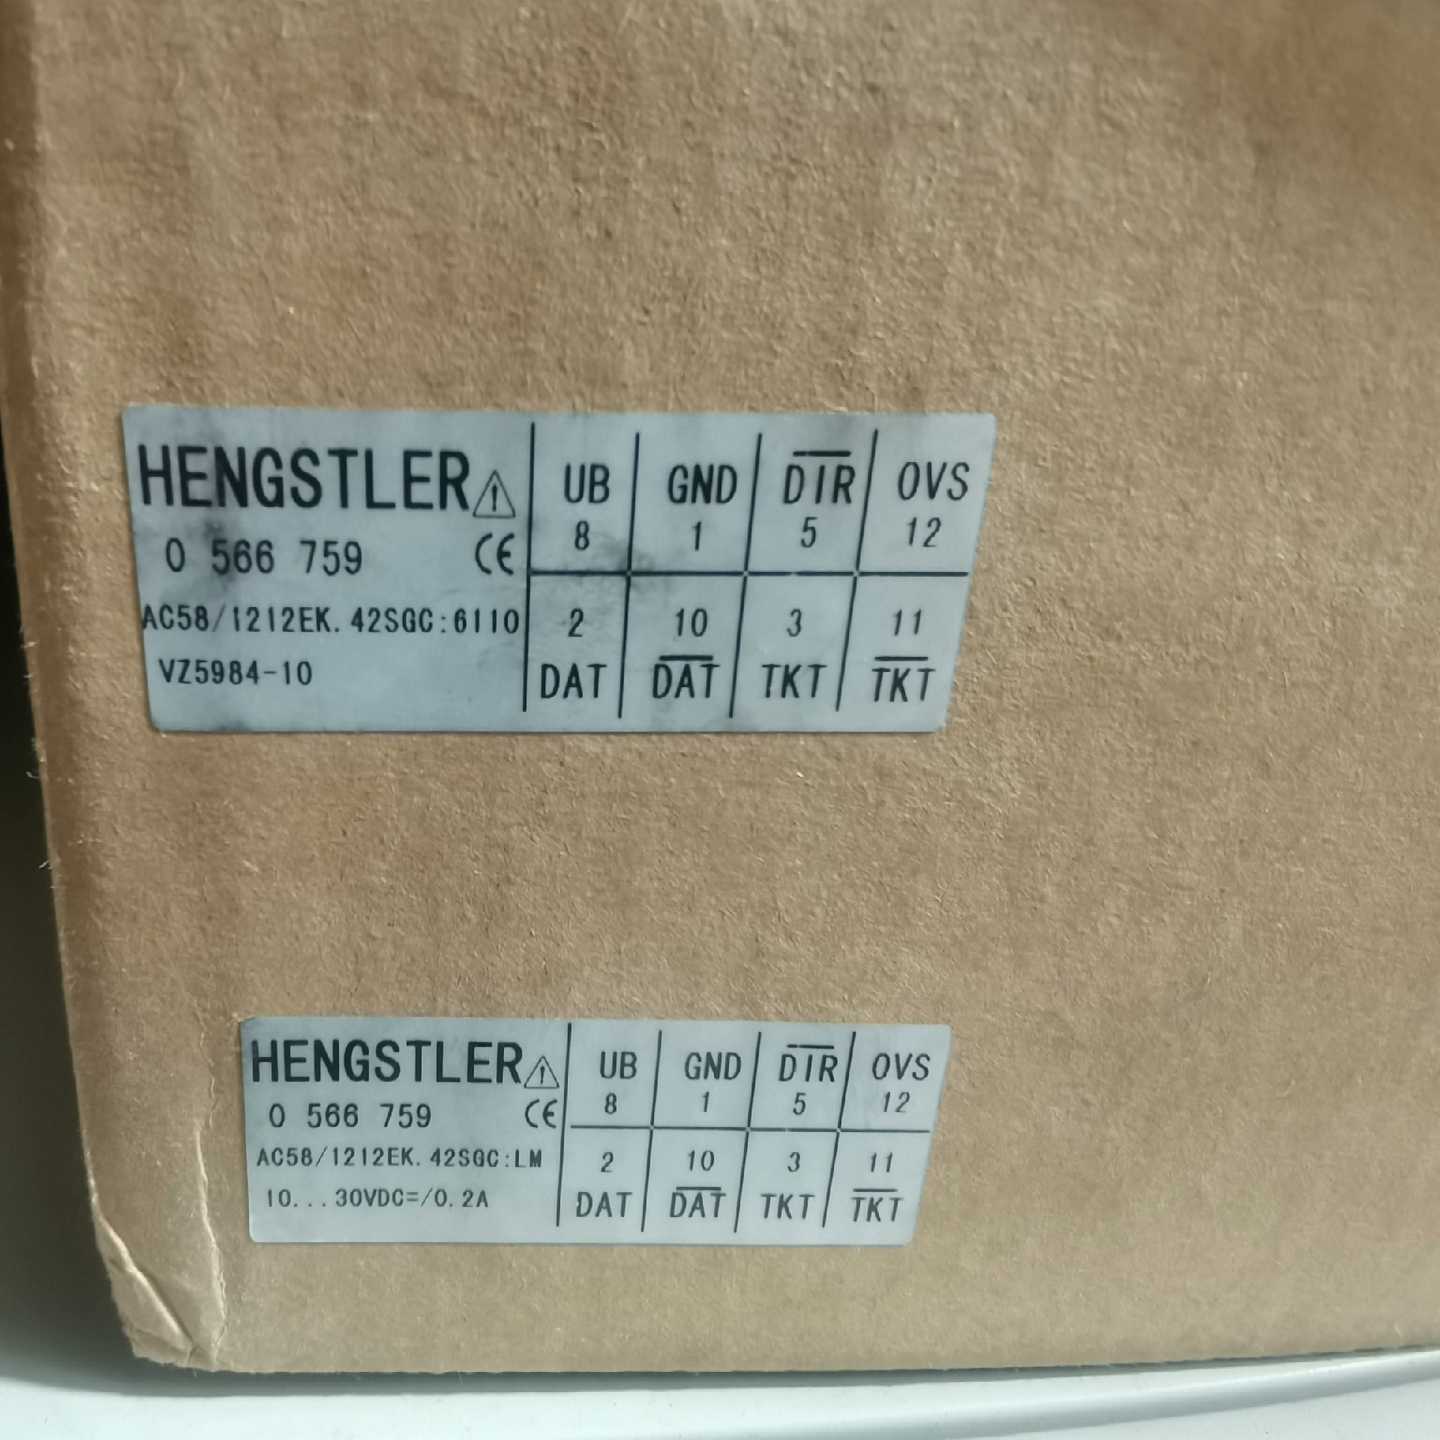 HENGSTLER
0 566 759 CE
AC58/1212EK.42SGC:6110
VZ5984-10
UB GND DIR OVS
8 1 5 12
2 10 3 11
DAT DAT TKT TKT
HENGSTLER
0 566 759 CE
AC58/1212EK.42SGC:LM
10...30VDC=/0.2A
UB GND DIR OVS
8 1 5 12
2 10 3 11
DAT DAT TKT TKT